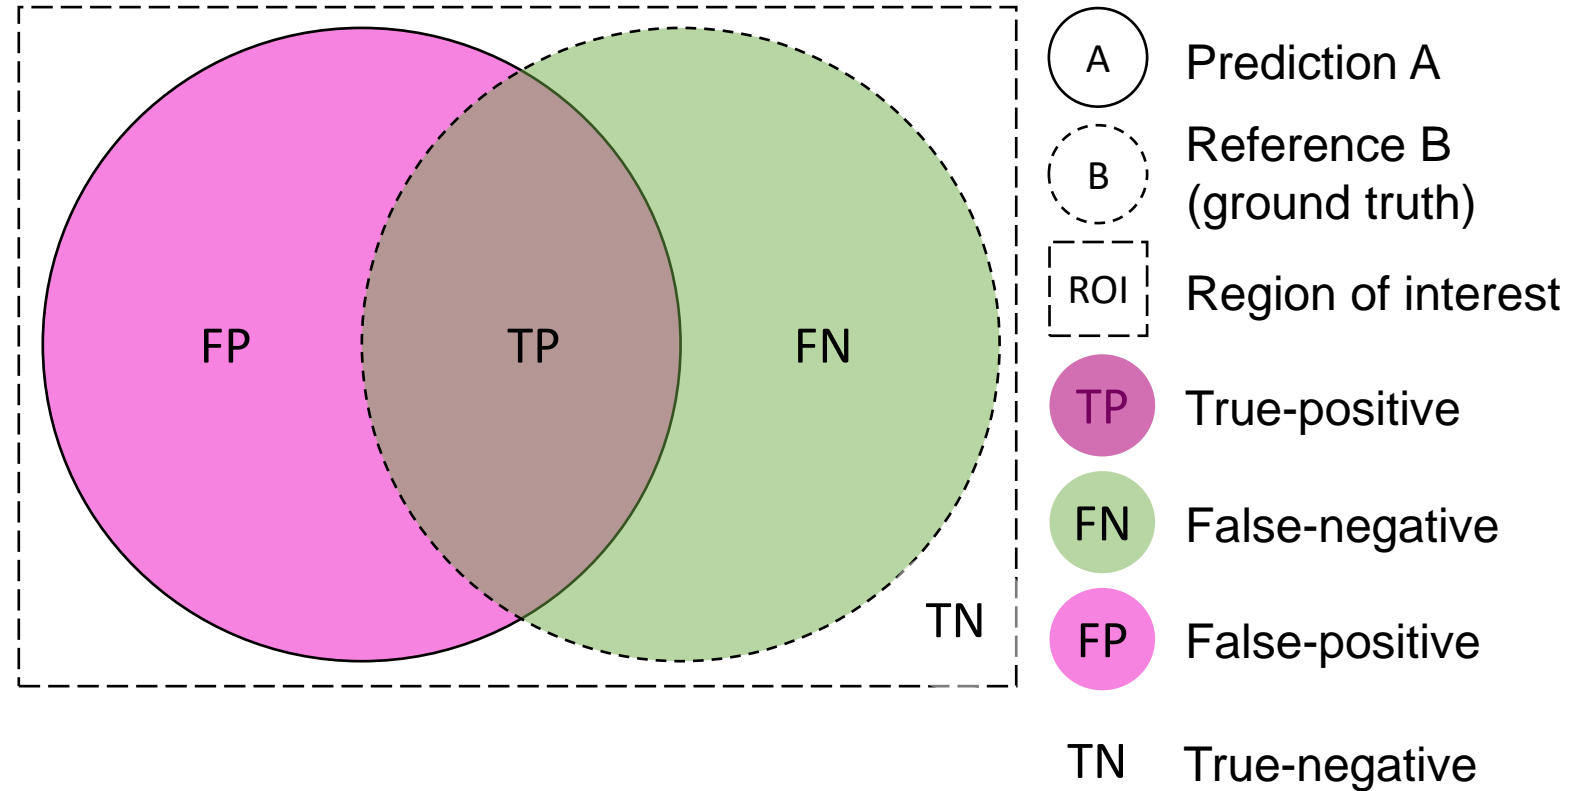 FP
TP
FN
TN
A Prediction A
B Reference B
(ground truth)
ROI Region of interest
TP True-positive
FN False-negative
FP False-positive
TN True-negative